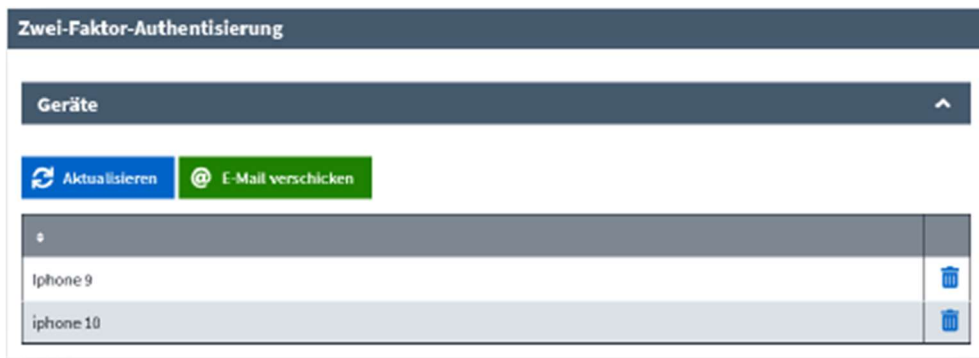 Zwei-Faktor-Authentisierung
Geräte
Aktualisieren @ E-Mail verschicken
Iphone 9
iphone 10